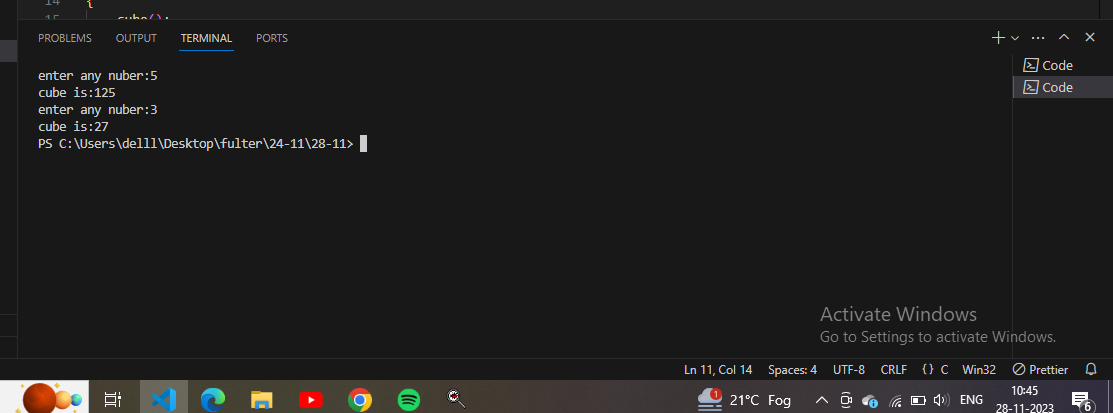 14 {
15 cube();
PROBLEMS OUTPUT TERMINAL PORTS
enter any nuber:5
cube is:125
enter any nuber:3
cube is:27
PS C:\Users\delll\Desktop\fulter\24-11\28-11>
Code
Code
Activate Windows
Go to Settings to activate Windows.
Ln 11, Col 14 Spaces: 4 UTF-8 CRLF {} C Win32 Prettier
1 21°C Fog ENG 10:45
28-11-2023 6